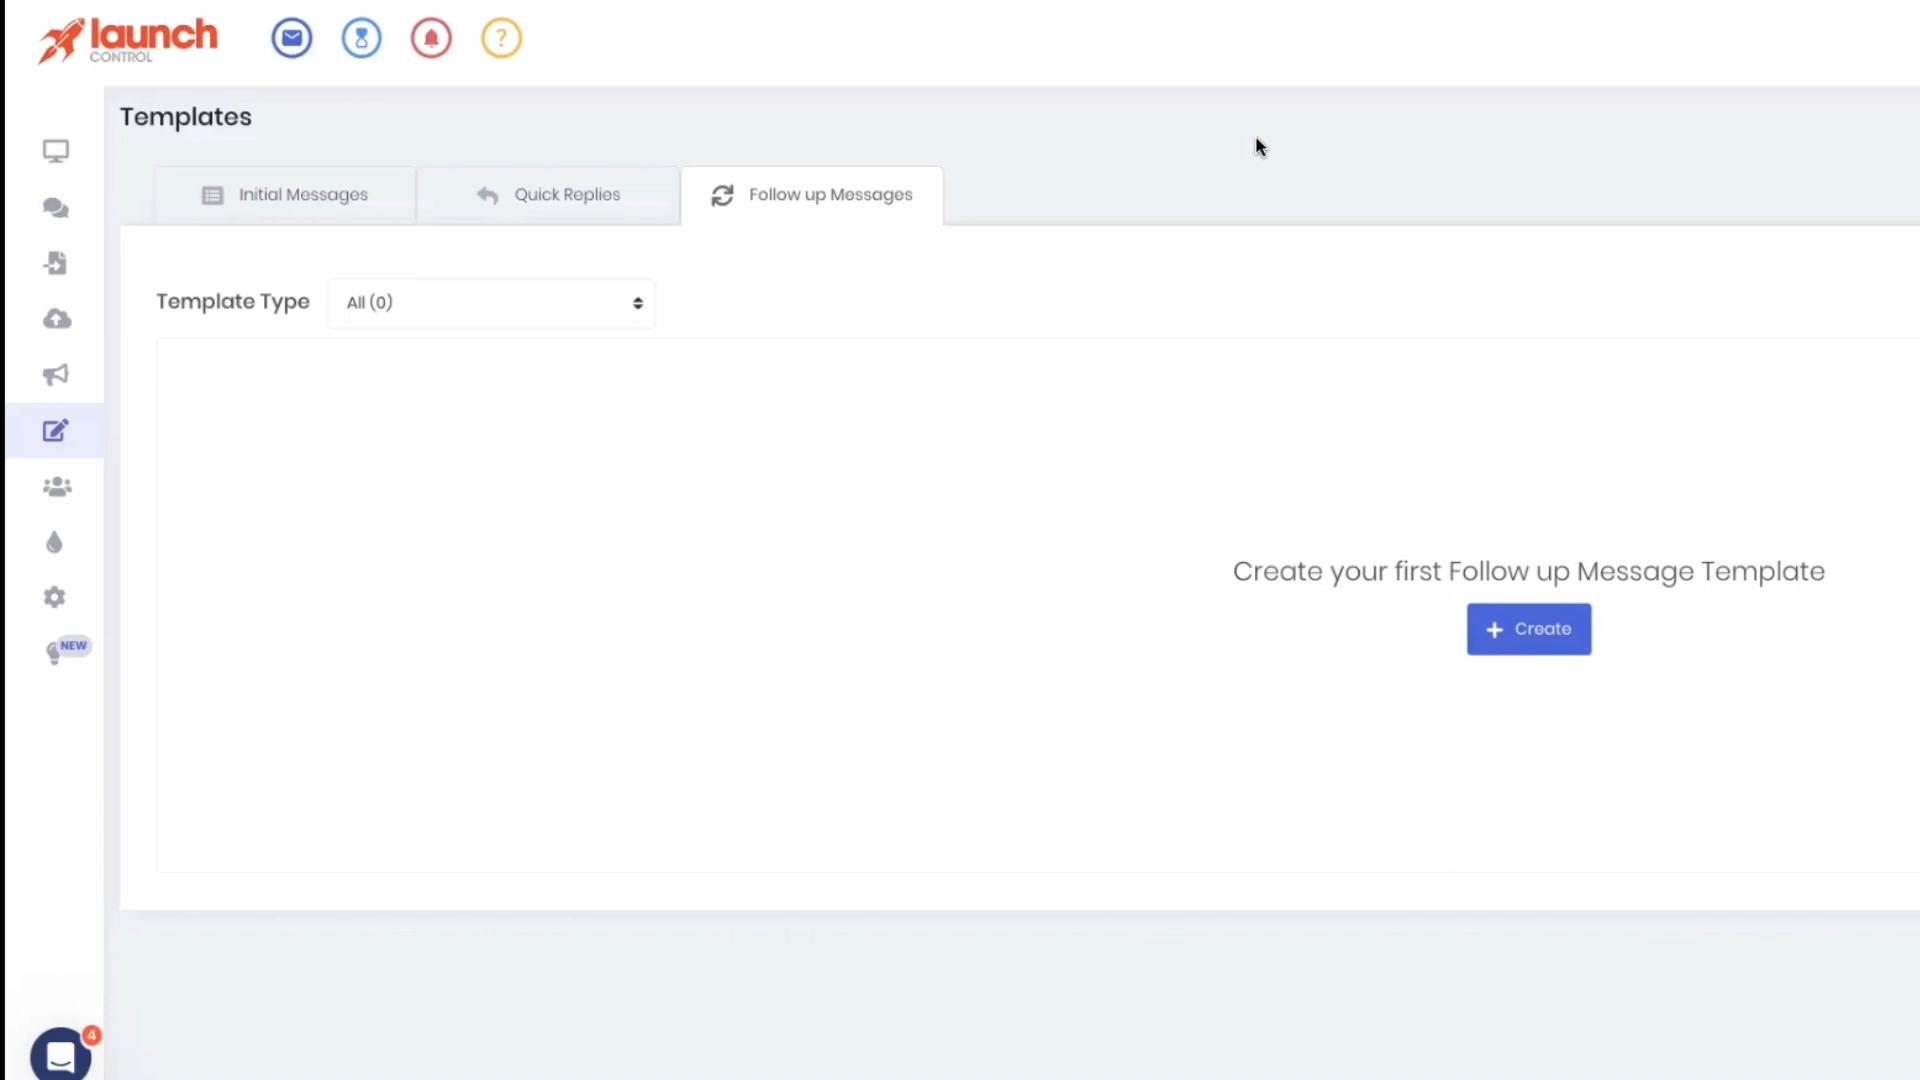 launch
CONTROL
?
Templates
Initial Messages
Quick Replies
Follow up Messages
Template Type
All (0)
Create your first Follow up Message Template
+ Create
NEW
4